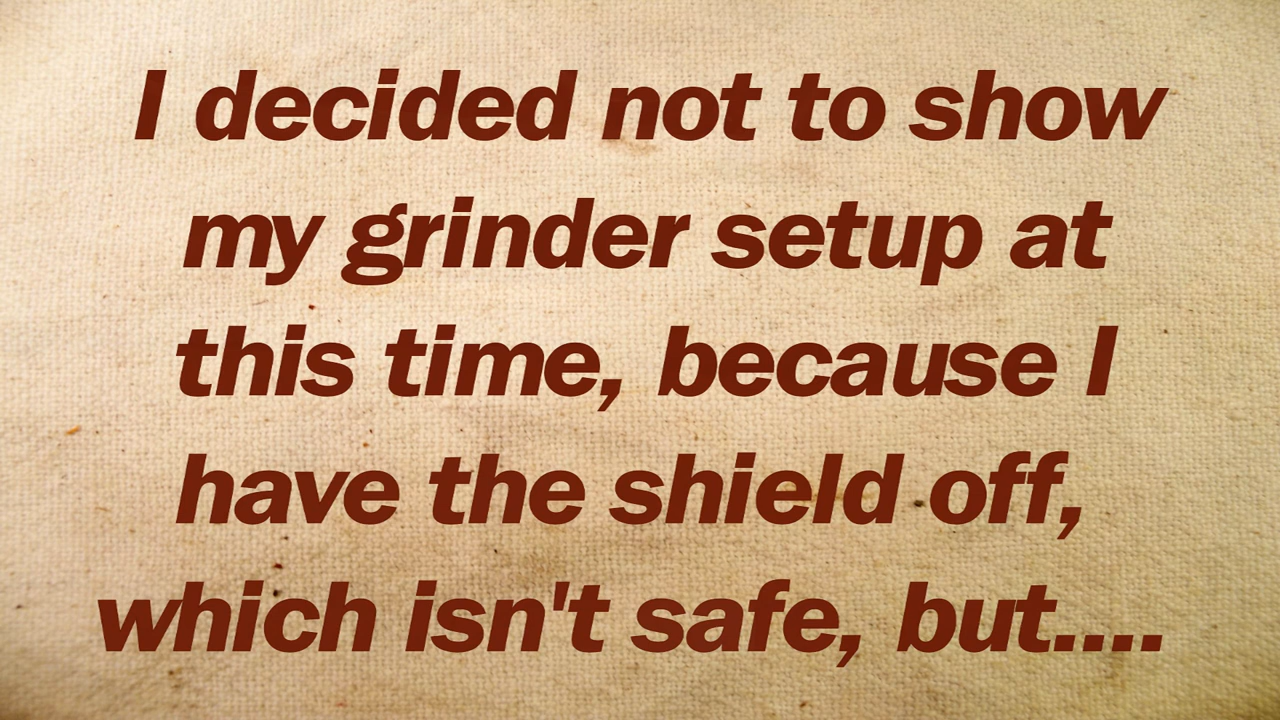 I decided not to show
my grinder setup at
this time, because I
have the shield off,
which isn't safe, but....